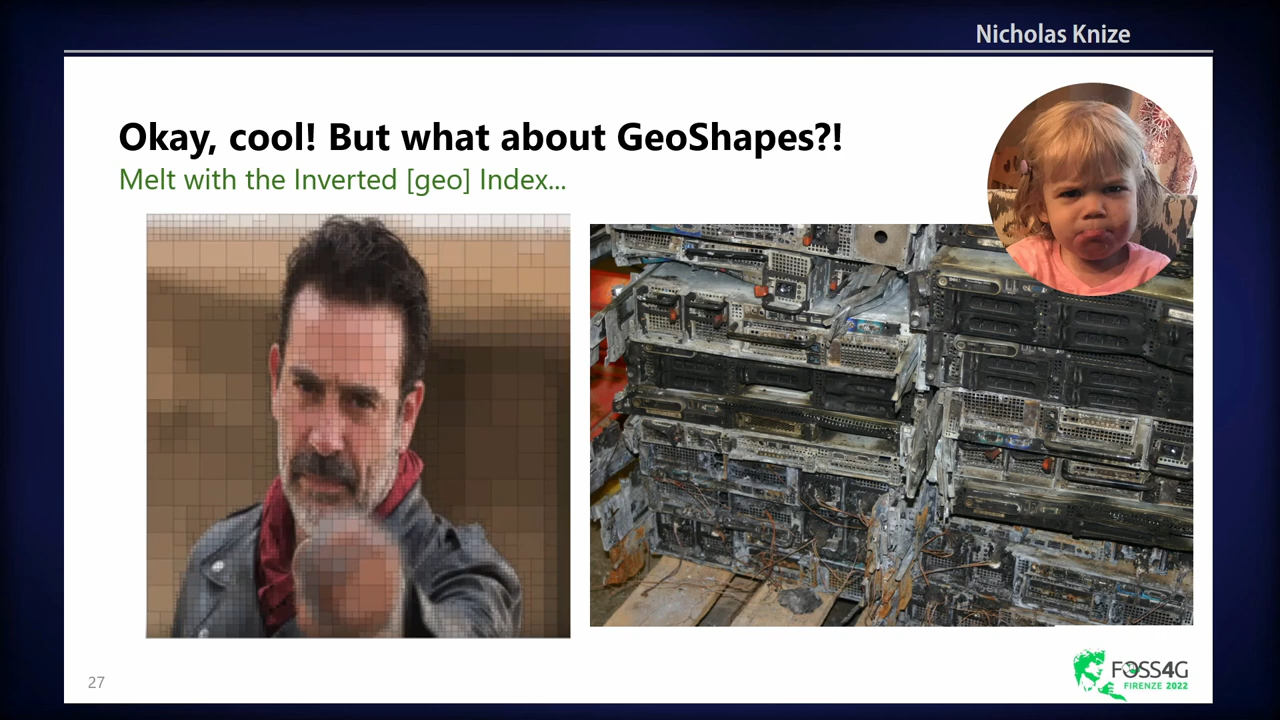 Nicholas Knize
Okay, cool! But what about GeoShapes?!
Melt with the Inverted [geo] Index...
27
FOSS4G
FIRENZE 2022